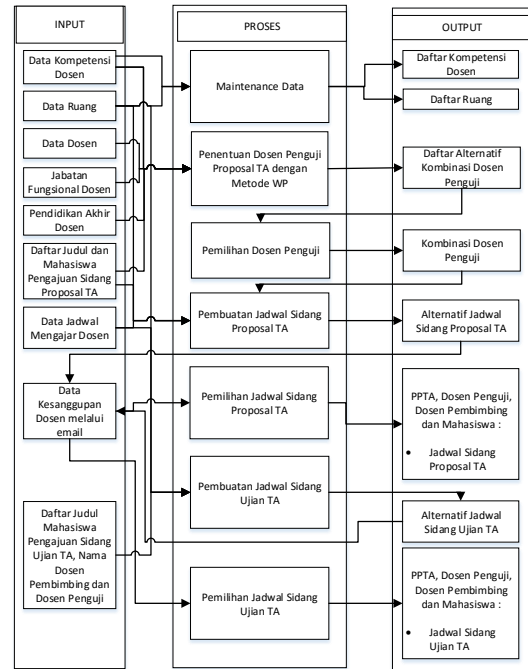 INPUT
Data Kompetensi
Dosen
Data Ruang
Data Dosen
Jabatan
Fungsional Dosen
Pendidikan Akhir
Dosen
Daftar Judul dan
Mahasiswa
Pengajuan Sidang
Proposal TA
Data Jadwal
Mengajar Dosen
Data
Kesanggupan
Dosen melalui
email
Daftar Judul
Mahasiswa
Pengajuan Sidang
Ujian TA, Nama
Dosen
Pembimbing dan
Dosen Penguji
PROSES
Maintenance Data
Penentuan Dosen Penguji
Proposal TA dengan
Metode WP
Pemilihan Dosen Penguji
Pembuatan Jadwal Sidang
Proposal TA
Pemilihan Jadwal Sidang
Proposal TA
Pembuatan Jadwal Sidang
Ujian TA
Pemilihan Jadwal Sidang
Ujian TA
OUTPUT
Daftar Kompetensi
Dosen
Daftar Ruang
Daftar Alternatif
Kombinasi Dosen
Penguji
Kombinasi Dosen
Penguji
Alternatif Jadwal
Sidang Proposal TA
PPTA, Dosen Penguji,
Dosen Pembimbing
dan Mahasiswa :
• Jadwal Sidang
Proposal TA
Alternatif Jadwal
Sidang Ujian TA
PPTA, Dosen Penguji,
Dosen Pembimbing
dan Mahasiswa :
• Jadwal Sidang
Ujian TA